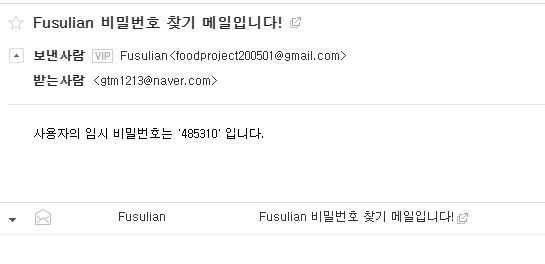 Fusulian 비밀번호 찾기 메일입니다!
보낸사람 VIP Fusulian<foodproject200501@gmail.com>
받는사람 <gtm1213@naver.com>
사용자의 임시 비밀번호는 '485310' 입니다.
Fusulian Fusulian 비밀번호 찾기 메일입니다!